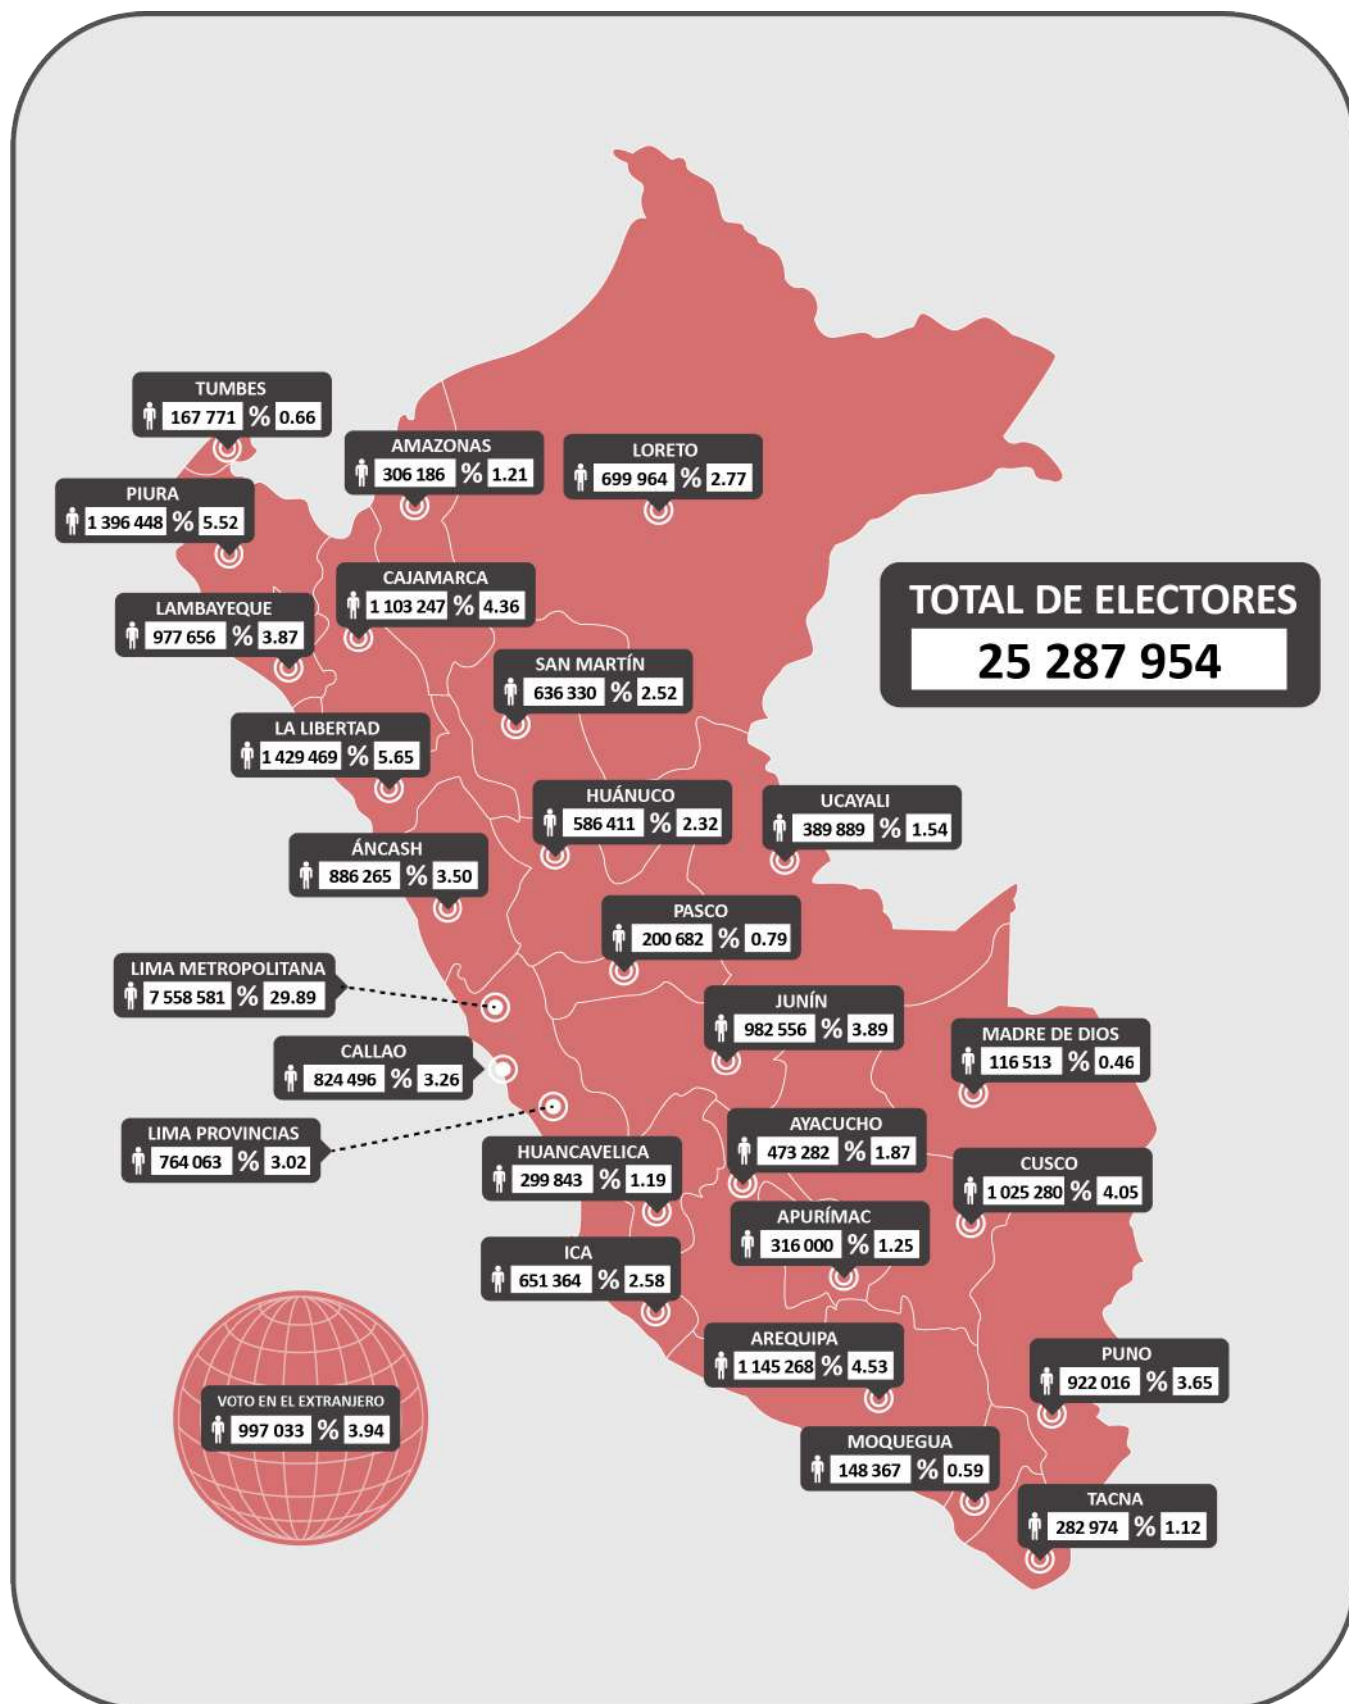 TUMBES
167 771 % 0.66
AMAZONAS
306 186 % 1.21
LORETO
699 964 % 2.77
PIURA
1 396 448 % 5.52
CAJAMARCA
1 103 247 % 4.36
LAMBAYEQUE
977 656 % 3.87
TOTAL DE ELECTORES
25 287 954
SAN MARTÍN
636 330 % 2.52
LA LIBERTAD
1 429 469 % 5.65
HUÁNUCO
586 411 % 2.32
UCAYALI
389 889 % 1.54
ÁNCASH
886 265 % 3.50
PASCO
200 682 % 0.79
LIMA METROPOLITANA
7 558 581 % 29.89
JUNÍN
982 556 % 3.89
MADRE DE DIOS
116 513 % 0.46
CALLAO
824 496 % 3.26
LIMA PROVINCIAS
764 063 % 3.02
AYACUCHO
473 282 % 1.87
HUANCAVELICA
299 843 % 1.19
CUSCO
1 025 280 % 4.05
APURÍMAC
316 000 % 1.25
ICA
651 364 % 2.58
AREQUIPA
1 145 268 % 4.53
PUNO
922 016 % 3.65
VOTO EN EL EXTRANJERO
997 033 % 3.94
MOQUEGUA
148 367 % 0.59
TACNA
282 974 % 1.12